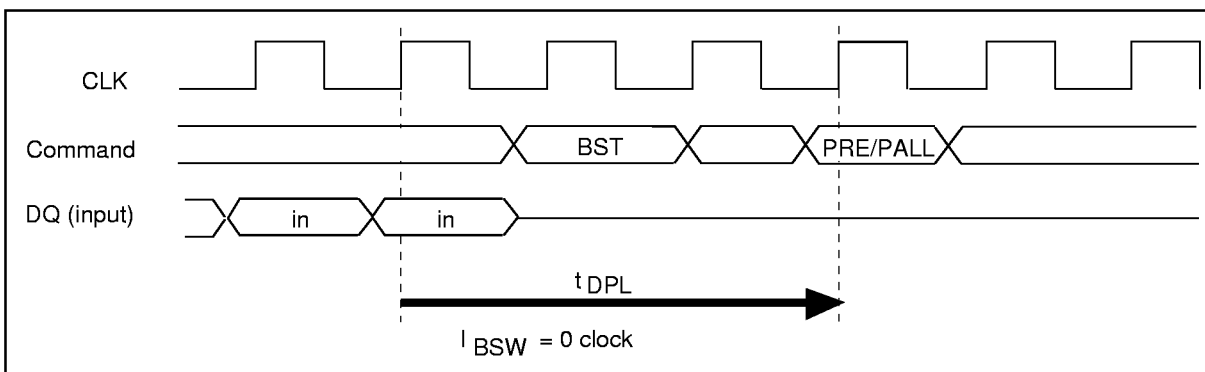 CLK
Command BST PRE/PALL
DQ (input) in in
t DPL
l BSW = 0 clock